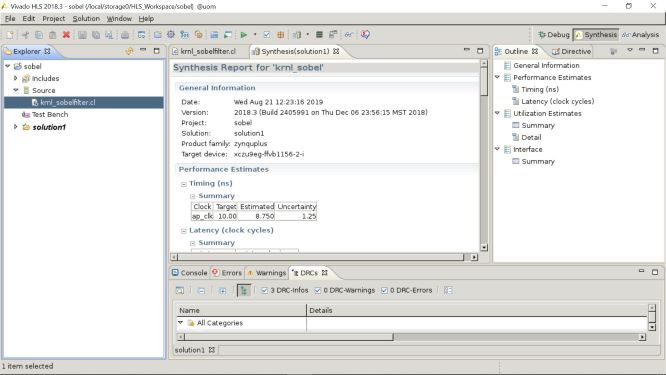 Vivado HLS 2018.3 - sobel (/local/storage0/HLS_Workspace/sobel) @uom
File Edit Project Solution Window Help
Debug Synthesis Analysis
Explorer
sobel
Includes
Source
krnl_sobelfilter.cl
Test Bench
solution1
krnl_sobelfilter.cl Synthesis(solution1)
Synthesis Report for 'krnl_sobel'
General Information
Date: Wed Aug 21 12:23:16 2019
Version: 2018.3 (Build 2405991 on Thu Dec 06 23:56:15 MST 2018)
Project: sobel
Solution: solution1
Product family: zynquplus
Target device: xczu9eg-ffvb1156-2-i
Performance Estimates
Timing (ns)
Summary
Clock Target Estimated Uncertainty
ap_clk 10.00 8.750 1.25
Latency (clock cycles)
Summary
Outline Directive
General Information
Performance Estimates
Timing (ns)
Latency (clock cycles)
Utilization Estimates
Summary
Detail
Interface
Summary
Console Errors Warnings DRCs
3 DRC-Infos 0 DRC-Warnings 0 DRC-Errors
Name Details
All Categories
solution1
1 item selected